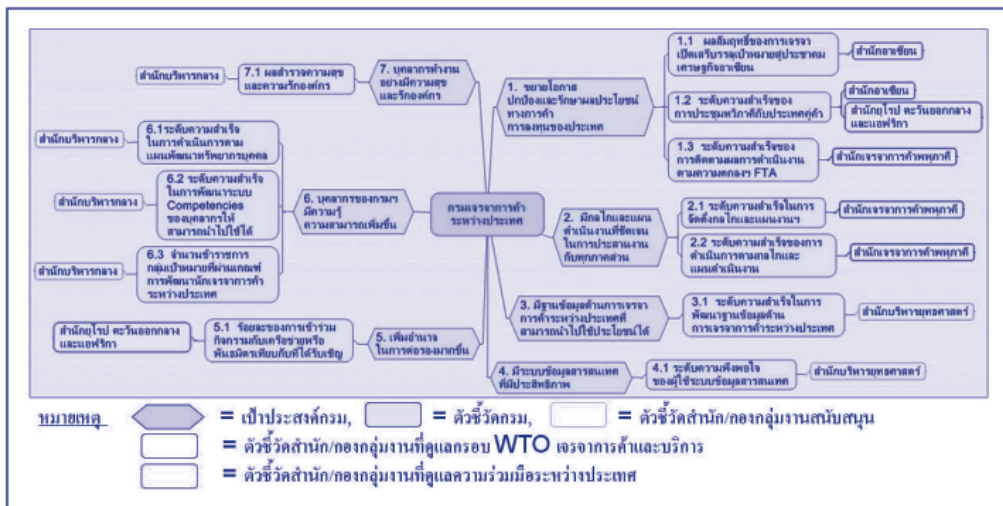 กรมเจรจาการค้า
ระหว่างประเทศ
1. ขยายโอกาส
ปกป้องและรักษาผลประโยชน์
ทางการค้า
การลงทุนของประเทศ
1.1 ผลสัมฤทธิ์ของการเจรจา
เปิดเสรีบรรลุเป้าหมายสู่ประชาคม
เศรษฐกิจอาเซียน
สำนักอาเซียน
1.2 ระดับความสำเร็จของ
การประชุมทวิภาคีกับประเทศคู่ค้า
สำนักอาเซียน
สำนักยุโรป ตะวันออกกลาง
และแอฟริกา
1.3 ระดับความสำเร็จของ
การติดตามผลการดำเนินงาน
ตามความตกลงฯ FTA
สำนักเจรจาการค้าพหุภาคี
2. มีกลไกและแผน
ดำเนินงานที่ชัดเจน
ในการประสานงาน
กับทุกภาคส่วน
2.1 ระดับความสำเร็จในการ
จัดตั้งกลไกและแผนงานฯ
สำนักเจรจาการค้าพหุภาคี
2.2 ระดับความสำเร็จของการ
ดำเนินการตามกลไกและ
แผนดำเนินงาน
สำนักเจรจาการค้าพหุภาคี
3. มีฐานข้อมูลด้านการเจรจา
การค้าระหว่างประเทศที่
สามารถนำไปใช้ประโยชน์ได้
3.1 ระดับความสำเร็จในการ
พัฒนาฐานข้อมูลด้าน
การเจรจาการค้าระหว่างประเทศ
สำนักบริหารยุทธศาสตร์
4. มีระบบข้อมูลสารสนเทศ
ที่มีประสิทธิภาพ
4.1 ระดับความพึงพอใจ
ของผู้ใช้ระบบข้อมูลสารสนเทศ
สำนักบริหารยุทธศาสตร์
5. เพิ่มอำนาจ
ในการต่อรองมากขึ้น
5.1 ร้อยละของการเข้าร่วม
กิจกรรมกับเครือข่ายหรือ
พันธมิตรเทียบกับที่ได้รับเชิญ
สำนักยุโรป ตะวันออกกลาง
และแอฟริกา
6. บุคลากรของกรมฯ
มีความรู้
ความสามารถเพิ่มขึ้น
6.1 ระดับความสำเร็จ
ในการดำเนินการตาม
แผนพัฒนาทรัพยากรบุคคล
สำนักบริหารกลาง
6.2 ระดับความสำเร็จ
ในการพัฒนาระบบ
Competencies
ของบุคลากรให้
สามารถนำไปใช้ได้
สำนักบริหารกลาง
6.3 จำนวนข้าราชการ
กลุ่มเป้าหมายที่ผ่านเกณฑ์
การพัฒนานักเจรจาการค้า
ระหว่างประเทศ
สำนักบริหารกลาง
7. บุคลากรทำงาน
อย่างมีความสุข
และรักองค์กร
7.1 ผลสำรวจความสุข
และความรักองค์กร
สำนักบริหารกลาง
หมายเหตุ = เป้าประสงค์กรม, = ตัวชี้วัดกรม, = ตัวชี้วัดสำนัก/กองกลุ่มงานสนับสนุน
= ตัวชี้วัดสำนัก/กองกลุ่มงานที่ดูแลกรอบ WTO เจรจาการค้าและบริการ
= ตัวชี้วัดสำนัก/กองกลุ่มงานที่ดูแลความร่วมมือระหว่างประเทศ